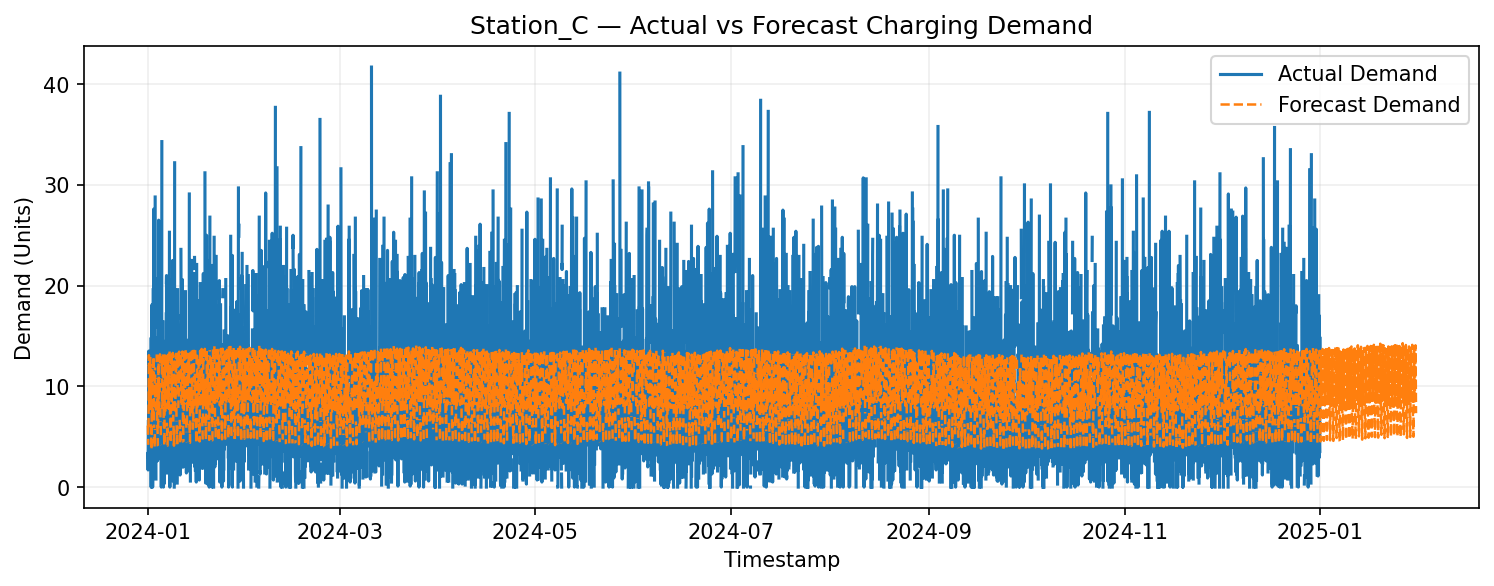 Station_C — Actual vs Forecast Charging Demand
Actual Demand
Forecast Demand
Demand (Units)
40
30
20
10
0
2024-01
2024-03
2024-05
2024-07
2024-09
2024-11
2025-01
Timestamp